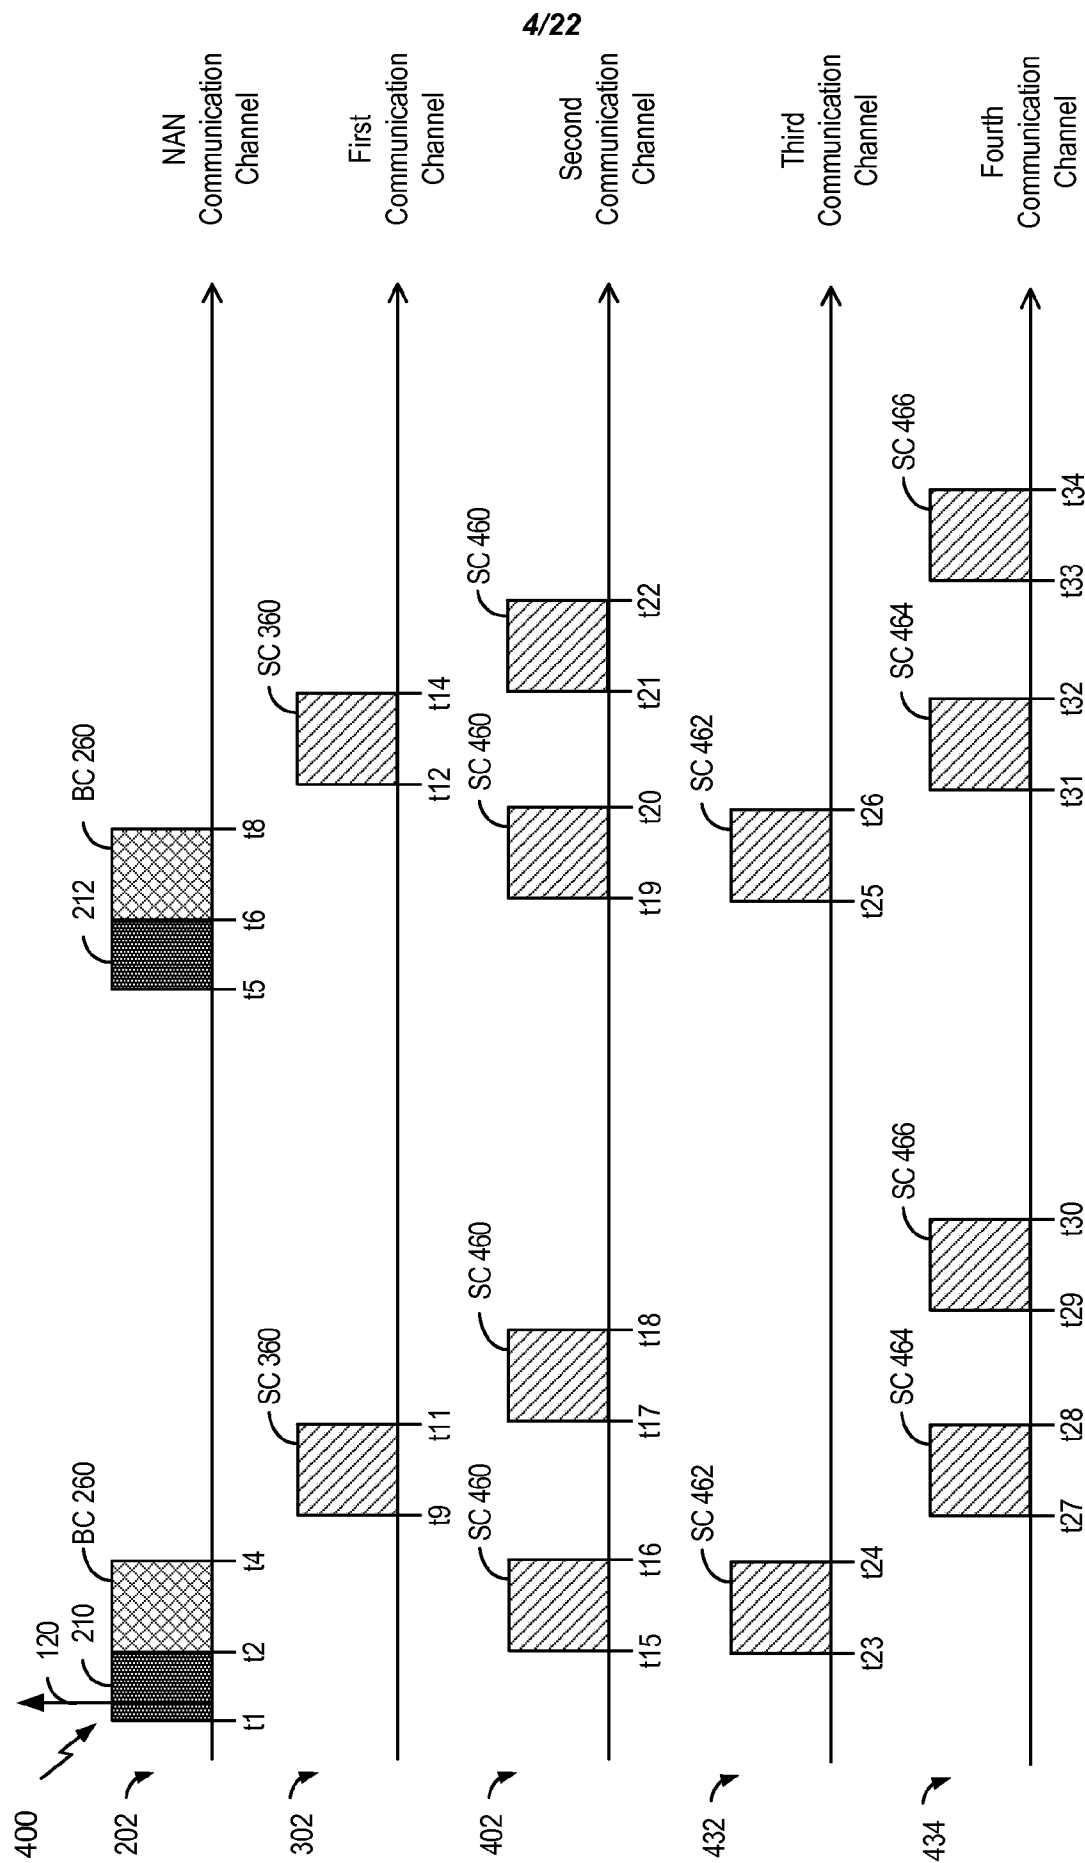 4/22
400
202
120
210
BC 260
212
BC 260
t1
t2
t4
t5
t6
t8
NAN
Communication
Channel
302
SC 360
SC 360
t9
t11
t12
t14
First
Communication
Channel
402
SC 460
SC 460
SC 460
SC 460
t15
t16
t17
t18
t19
t20
t21
t22
Second
Communication
Channel
432
SC 462
SC 462
t23
t24
t25
t26
Third
Communication
Channel
434
SC 464
SC 466
SC 464
SC 466
t27
t28
t29
t30
t31
t32
t33
t34
Fourth
Communication
Channel